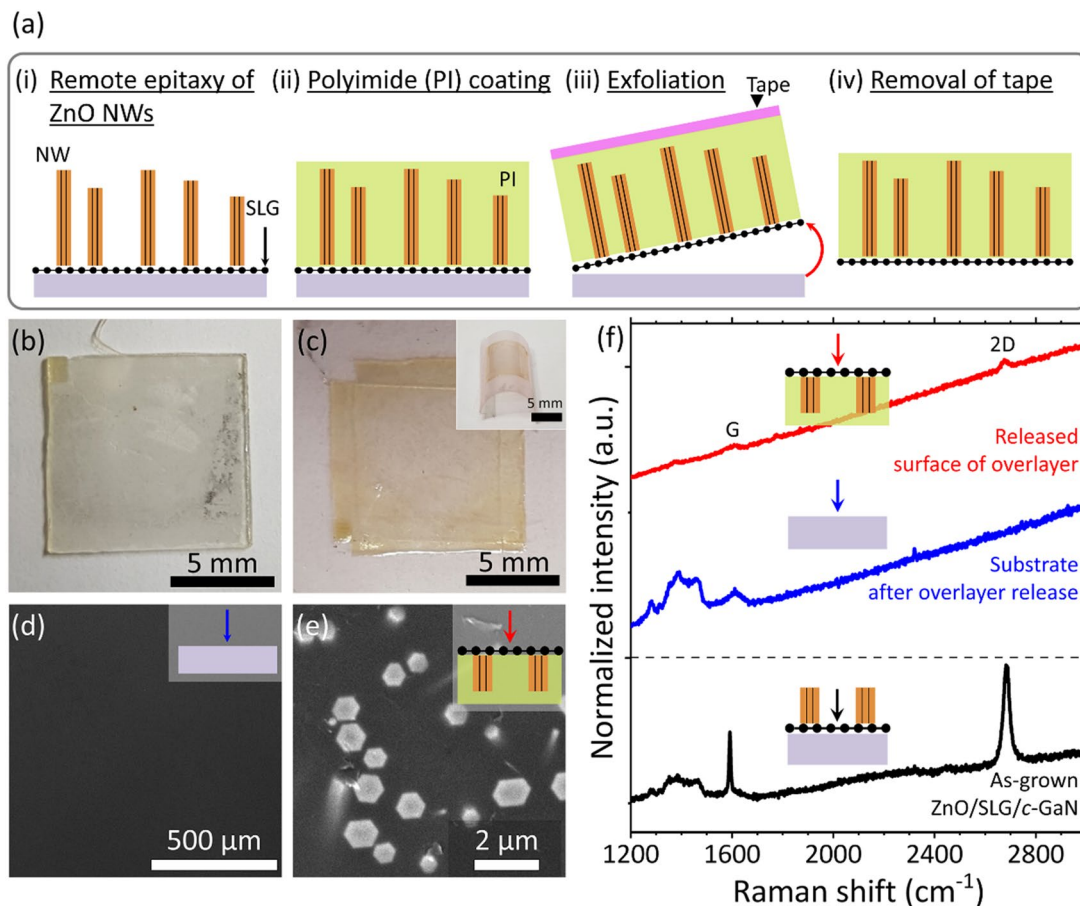 (a)
(i) Remote epitaxy of ZnO NWs
(ii) Polyimide (PI) coating
(iii) Exfoliation
(iv) Removal of tape
Tape
NW
SLG
PI
(b)
5 mm
(c)
5 mm
5 mm
(d)
500 µm
(e)
2 µm
(f)
Normalized intensity (a.u.)
2D
G
Released
surface of overlayer
Substrate
after overlayer release
As-grown
ZnO/SLG/c-GaN
1200 1600 2000 2400 2800
Raman shift (cm⁻¹)